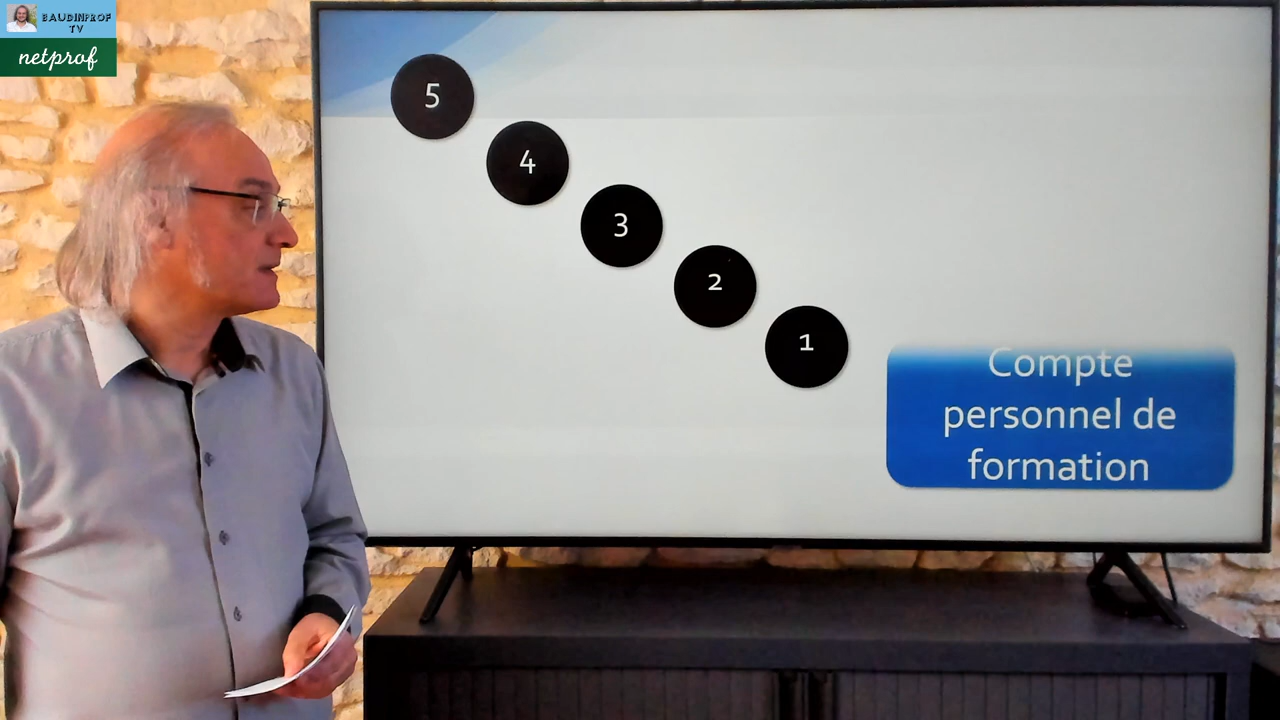 BAUDINPROF
TV
netprof
5
4
3
2
1
Compte
personnel de
formation